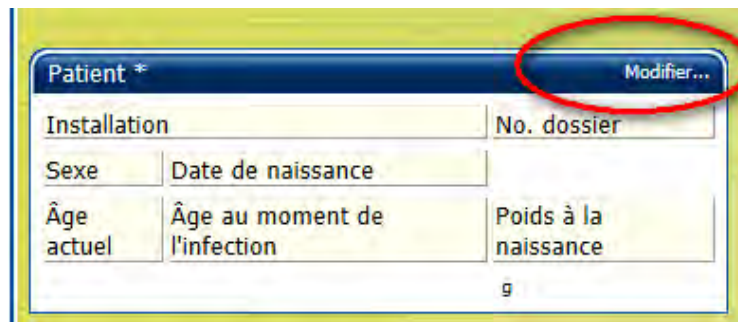 Patient * Modifier...
Installation No. dossier
Sexe Date de naissance
Âge actuel Âge au moment de l'infection Poids à la naissance
g